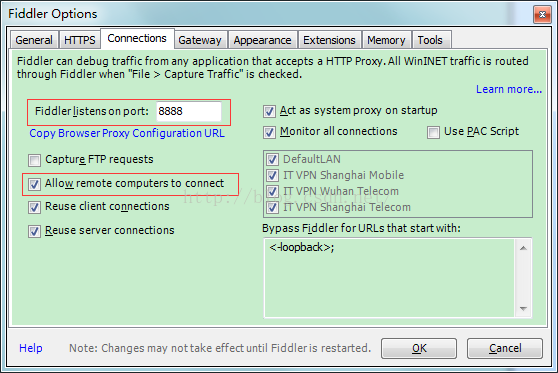 Fiddler Options
General HTTPS Connections Gateway Appearance Extensions Memory Tools
Fiddler can debug traffic from any application that accepts a HTTP Proxy. All WinINET traffic is routed
through Fiddler when "File > Capture Traffic" is checked.
Learn more...
Fiddler listens on port: 8888
Copy Browser Proxy Configuration URL
Capture FTP requests
Allow remote computers to connect
Reuse client connections
Reuse server connections
Act as system proxy on startup
Monitor all connections Use PAC Script
DefaultLAN
IT VPN Shanghai Mobile
IT VPN Wuhan Telecom
IT VPN Shanghai Telecom
Bypass Fiddler for URLs that start with:
<-loopback>;
http://blog.csdn.net/
Help Note: Changes may not take effect until Fiddler is restarted. OK Cancel